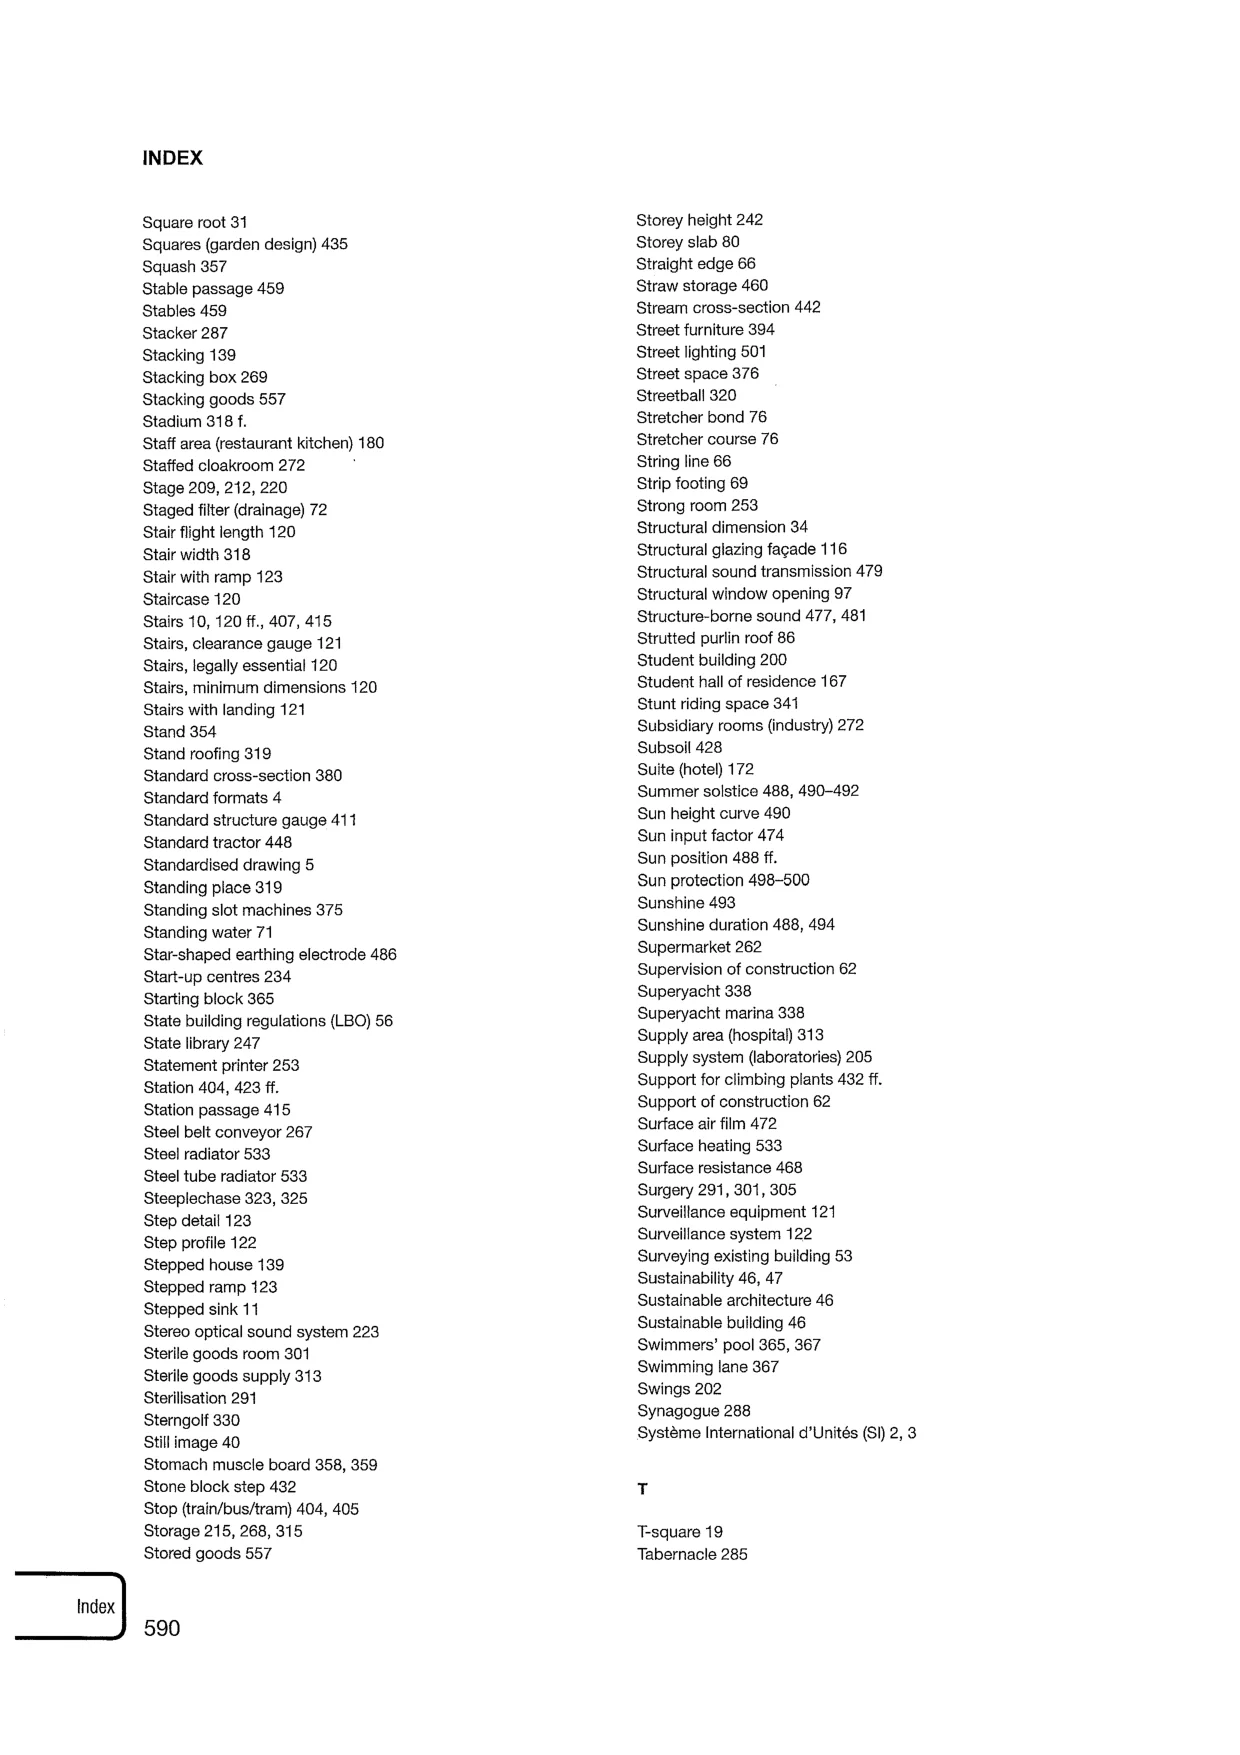 INDEX
Square root 31
Squares (garden design) 435
Squash 357
Stable passage 459
Stables 459
Stacker 287
Stacking 139
Stacking box 269
Stacking goods 557
Stadium 318 f.
Staff area (restaurant kitchen) 180
Staffed cloakroom 272
Stage 209, 212, 220
Staged filter (drainage) 72
Stair flight length 120
Stair width 318
Stair with ramp 123
Staircase 120
Stairs 10, 120 ff., 407, 415
Stairs, clearance gauge 121
Stairs, legally essential 120
Stairs, minimum dimensions 120
Stairs with landing 121
Stand 354
Stand roofing 319
Standard cross-section 380
Standard formats 4
Standard structure gauge 411
Standard tractor 448
Standardised drawing 5
Standing place 319
Standing slot machines 375
Standing water 71
Star-shaped earthing electrode 486
Start-up centres 234
Starting block 365
State building regulations (LBO) 56
State library 247
Statement printer 253
Station 404, 423 ff.
Station passage 415
Steel belt conveyor 267
Steel radiator 533
Steel tube radiator 533
Steeplechase 323, 325
Step detail 123
Step profile 122
Stepped house 139
Stepped ramp 123
Stepped sink 11
Stereo optical sound system 223
Sterile goods room 301
Sterile goods supply 313
Sterilisation 291
Sterngolf 330
Still image 40
Stomach muscle board 358, 359
Stone block step 432
Stop (train/bus/tram) 404, 405
Storage 215, 268, 315
Stored goods 557
Storey height 242
Storey slab 80
Straight edge 66
Straw storage 460
Stream cross-section 442
Street furniture 394
Street lighting 501
Street space 376
Streetball 320
Stretcher bond 76
Stretcher course 76
String line 66
Strip footing 69
Strong room 253
Structural dimension 34
Structural glazing façade 116
Structural sound transmission 479
Structural window opening 97
Structure-borne sound 477, 481
Strutted purlin roof 86
Student building 200
Student hall of residence 167
Stunt riding space 341
Subsidiary rooms (industry) 272
Subsoil 428
Suite (hotel) 172
Summer solstice 488, 490–492
Sun height curve 490
Sun input factor 474
Sun position 488 ff.
Sun protection 498–500
Sunshine 493
Sunshine duration 488, 494
Supermarket 262
Supervision of construction 62
Superyacht 338
Superyacht marina 338
Supply area (hospital) 313
Supply system (laboratories) 205
Support for climbing plants 432 ff.
Support of construction 62
Surface air film 472
Surface heating 533
Surface resistance 468
Surgery 291, 301, 305
Surveillance equipment 121
Surveillance system 122
Surveying existing building 53
Sustainability 46, 47
Sustainable architecture 46
Sustainable building 46
Swimmers’ pool 365, 367
Swimming lane 367
Swings 202
Synagogue 288
Système International d’Unités (SI) 2, 3
T
T-square 19
Tabernacle 285
Index
590